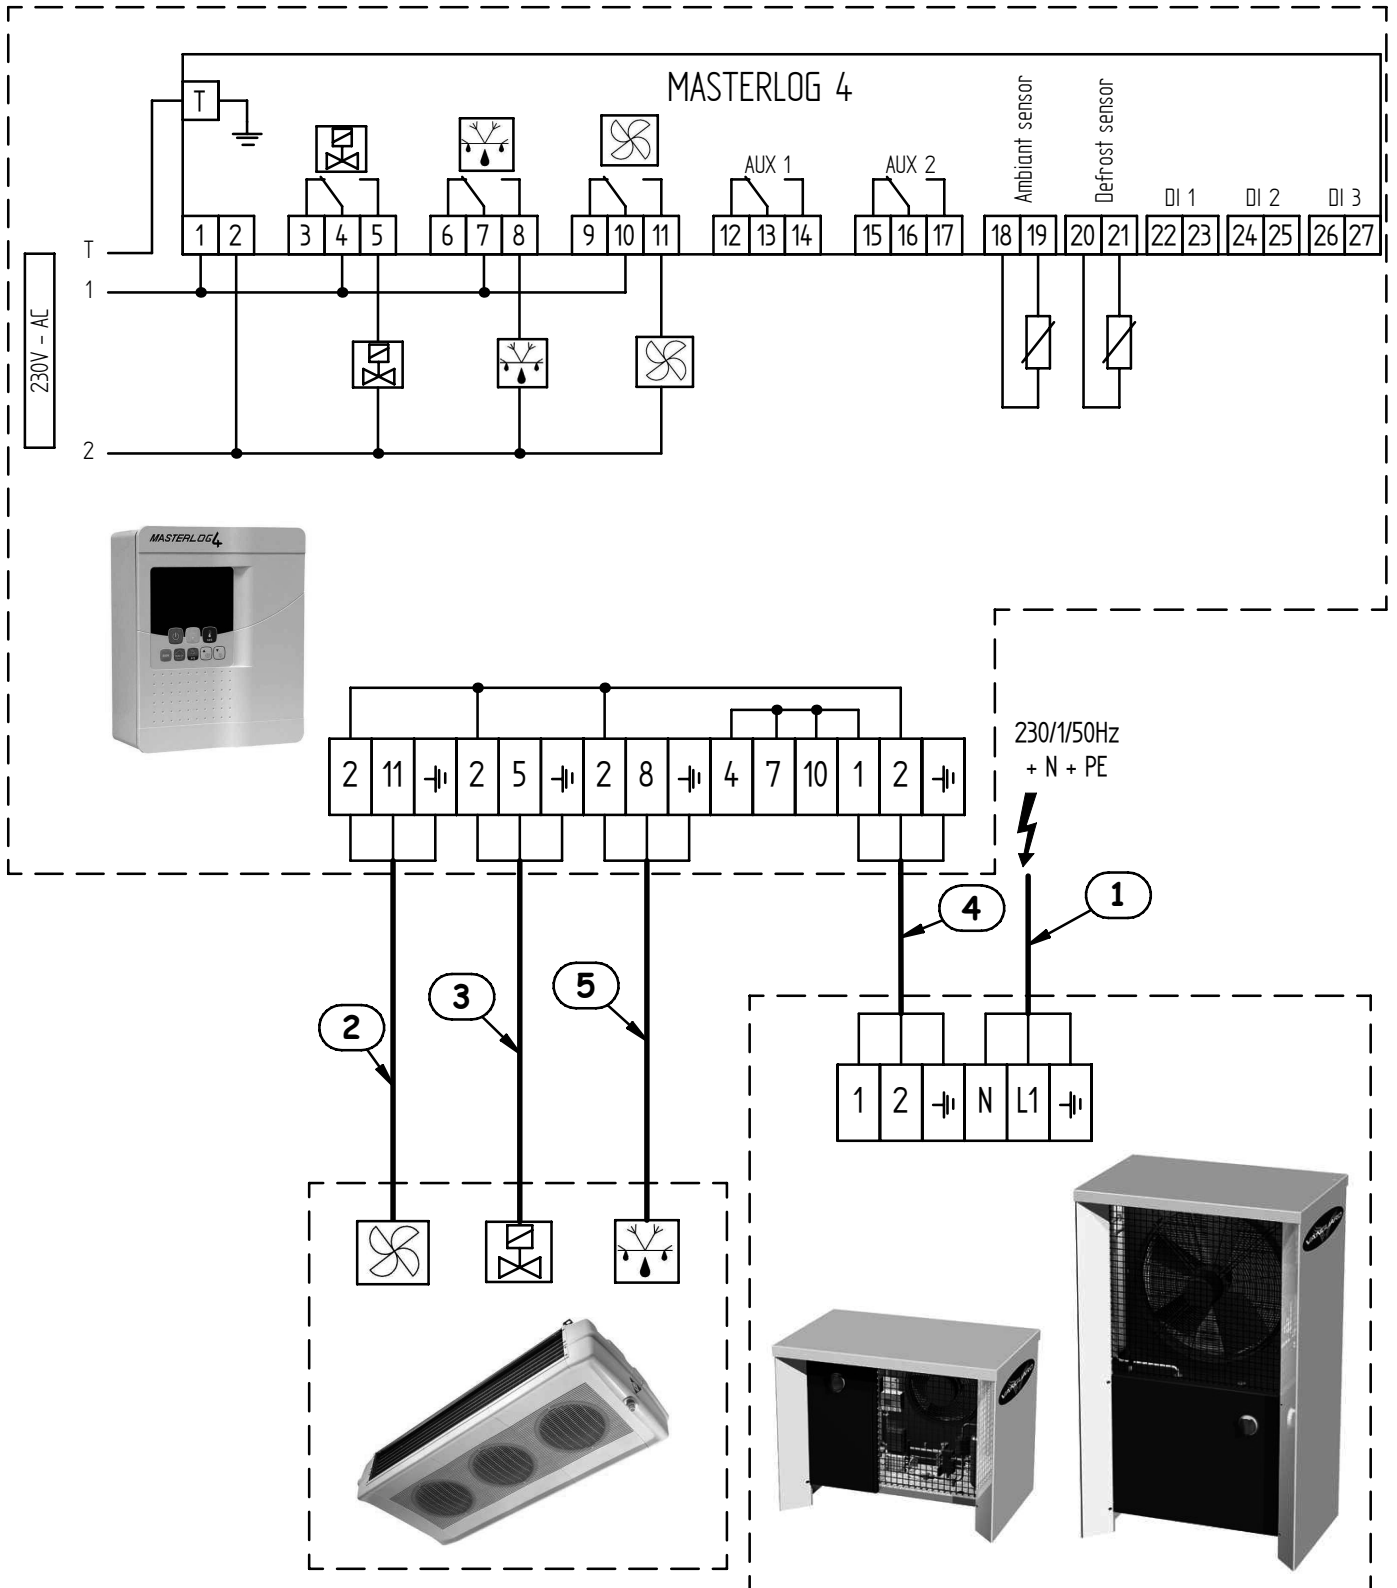 MASTERLOG 4
T
Ambiant sensor
Defrost sensor
AUX 1
AUX 2
DI 1
DI 2
DI 3
1 2 3 4 5 6 7 8 9 10 11 12 13 14 15 16 17 18 19 20 21 22 23 24 25 26 27
T
1
230V - AC
2
MASTERLOG4
230/1/50Hz
+ N + PE
2 11 2 5 2 8 4 7 10 1 2
4
1
3
5
2
1 2 N L1
VANGUARD
VANGUARD